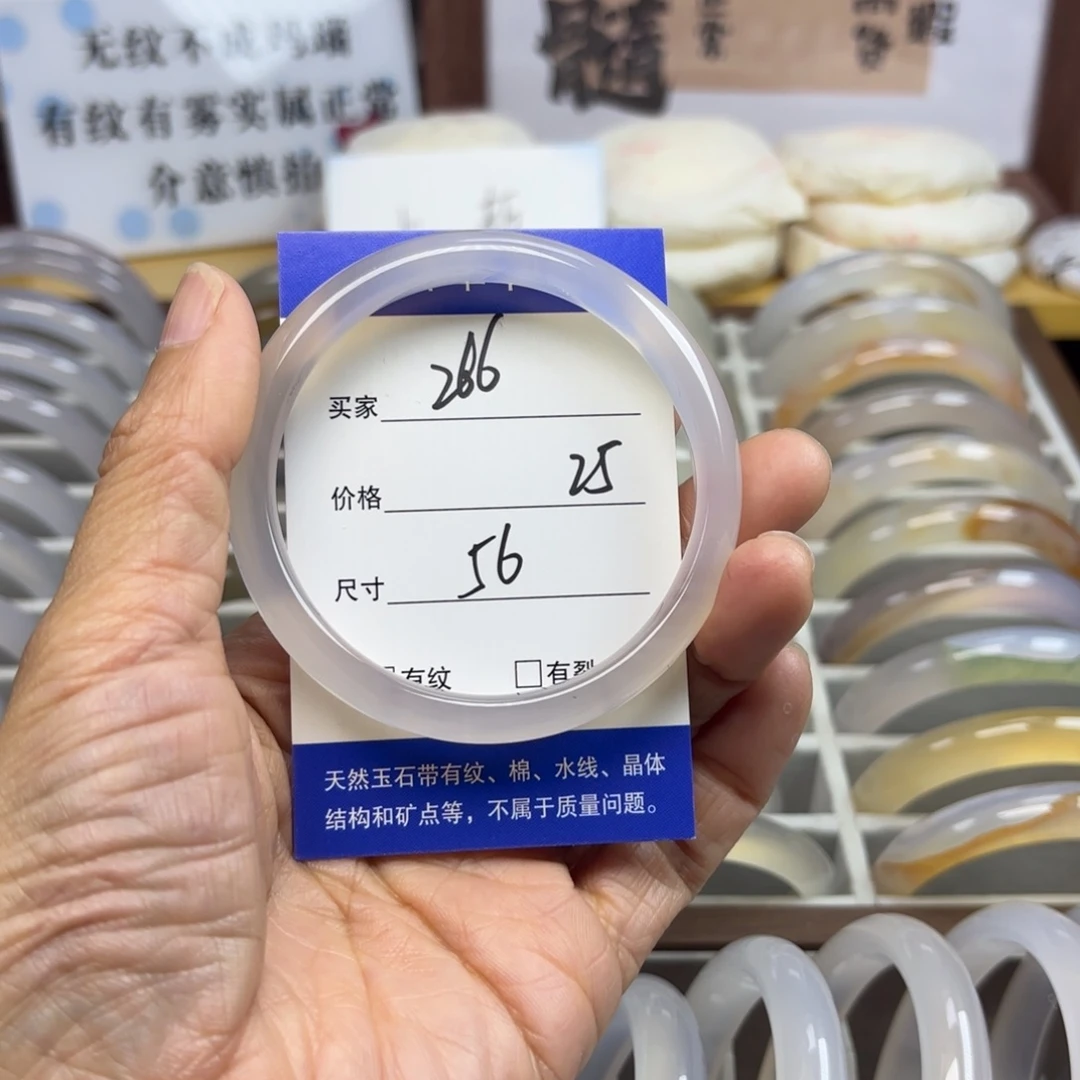 无纹不成玛瑙
有纹有雾实属正常
介意慎拍
髓
买家 286
价格 25
尺寸 56
有纹 □有裂
天然玉石带有纹、棉、水线、晶体
结构和矿点等，不属于质量问题。